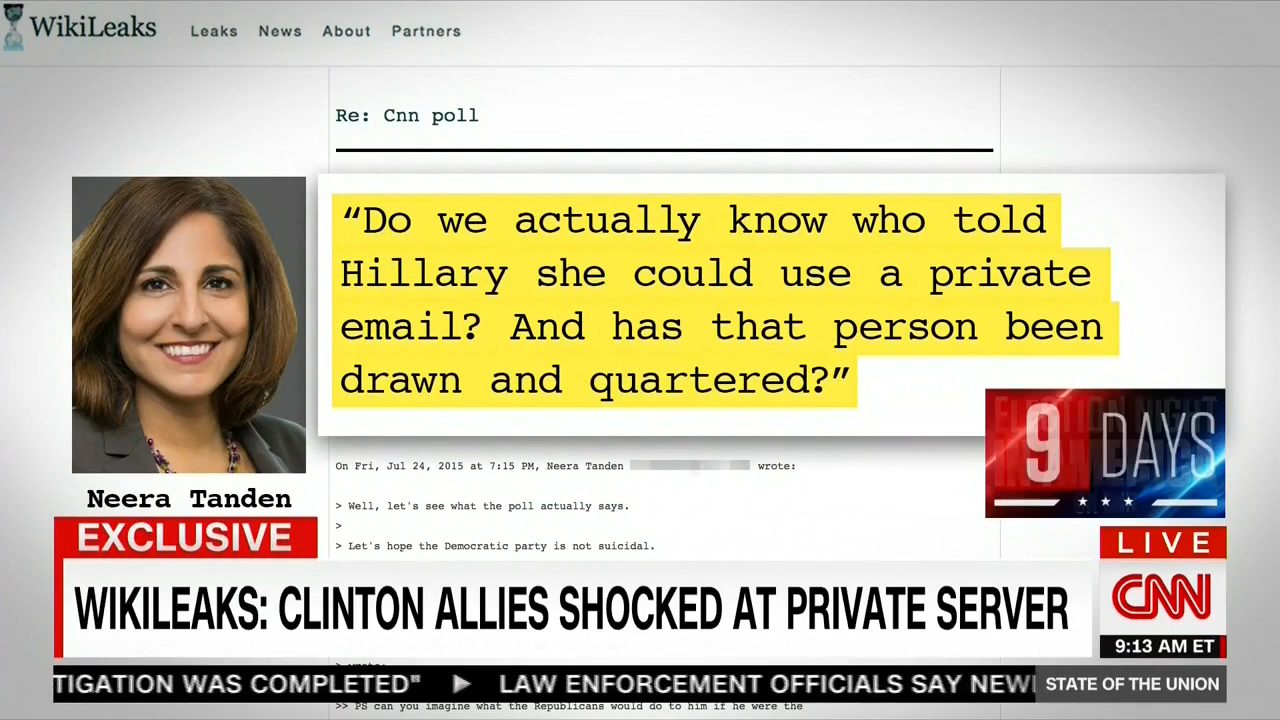 WikiLeaks Leaks News About Partners
Re: Cnn poll
“Do we actually know who told
Hillary she could use a private
email? And has that person been
drawn and quartered?”
On Fri, Jul 24, 2015 at 7:15 PM, Neera Tanden wrote:
> Well, let's see what the poll actually says.
>
> Let's hope the Democratic party is not suicidal.
Neera Tanden
9 DAYS
EXCLUSIVE
WIKILEAKS: CLINTON ALLIES SHOCKED AT PRIVATE SERVER
LIVE
CNN
9:13 AM ET
TIGATION WAS COMPLETED" ► LAW ENFORCEMENT OFFICIALS SAY NEW
STATE OF THE UNION
>> PS can you imagine what the Republicans would do to him if he were the